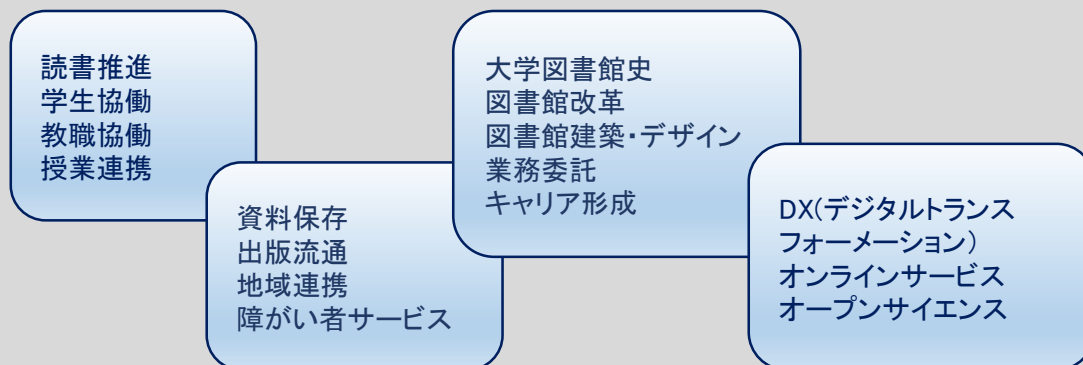 読書推進
学生協働
教職協働
授業連携
資料保存
出版流通
地域連携
障がい者サービス
大学図書館史
図書館改革
図書館建築・デザイン
業務委託
キャリア形成
DX(デジタルトランス
フォーメーション）
オンラインサービス
オープンサイエンス